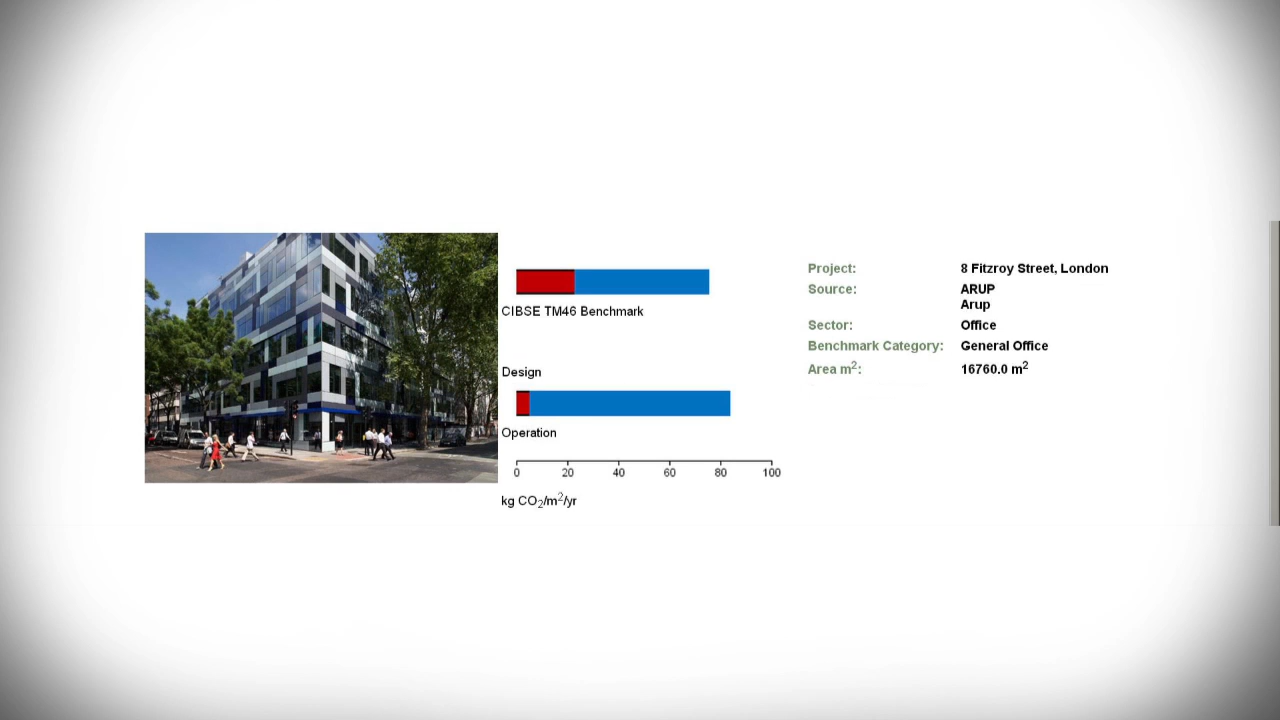 CIBSE TM46 Benchmark
Design
Operation
0 20 40 60 80 100
kg CO2/m2/yr
Project: 8 Fitzroy Street, London
Source: ARUP
Arup
Sector: Office
Benchmark Category: General Office
Area m2: 16760.0 m2